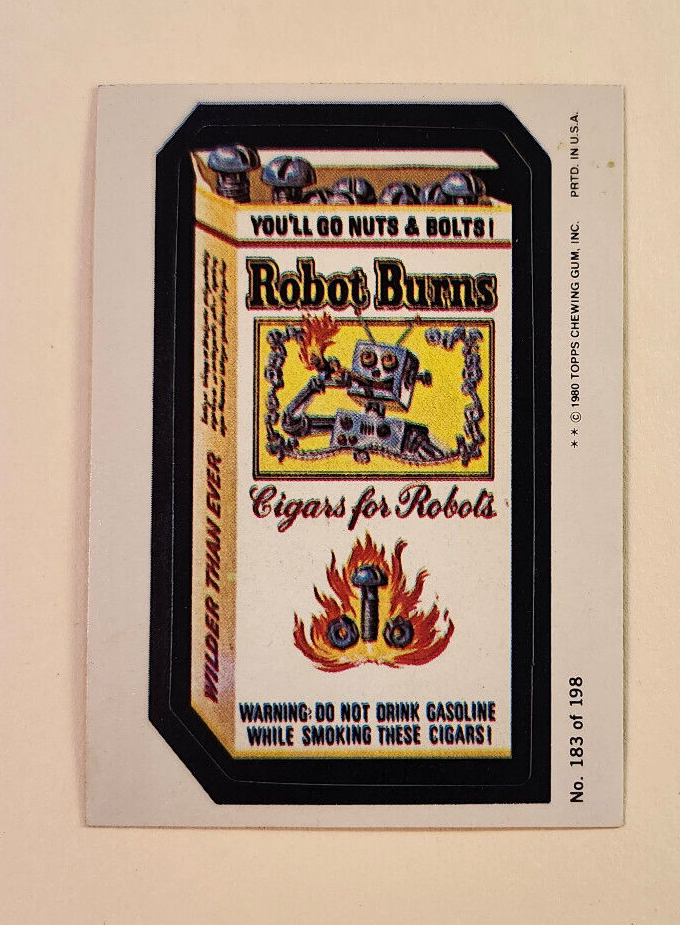 YOU'LL GO NUTS & BOLTS!
Robot Burns
Cigars for Robots
WARNING: DO NOT DRINK GASOLINE
WHILE SMOKING THESE CIGARS!
WILDER THAN EVER
No. 183 of 198
** © 1980 TOPPS CHEWING GUM, INC. PRTD. IN U.S.A.